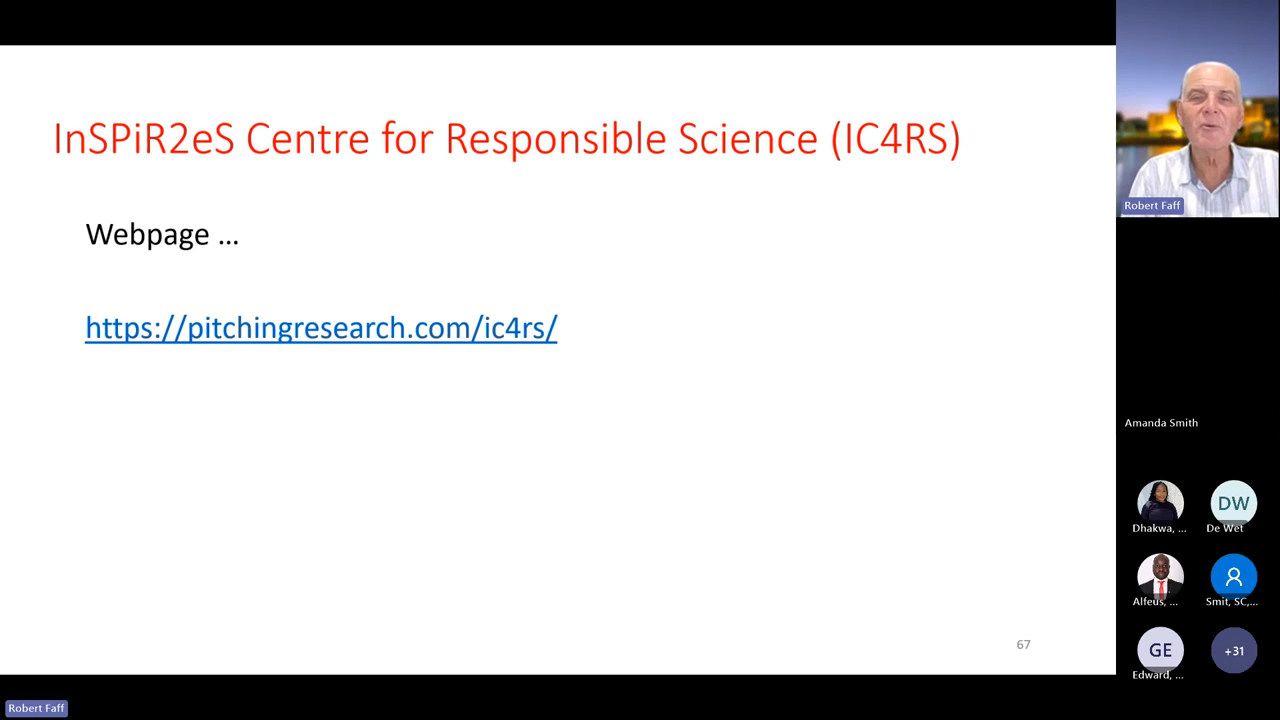 InSPiR2eS Centre for Responsible Science (IC4RS)
Webpage ...
https://pitchingresearch.com/ic4rs/
67
Robert Faff
Amanda Smith
Dhakwa, ...
DW
De Wet
Alfeus, ...
Smit, SC,...
GE
Edward, ...
+31
Robert Faff